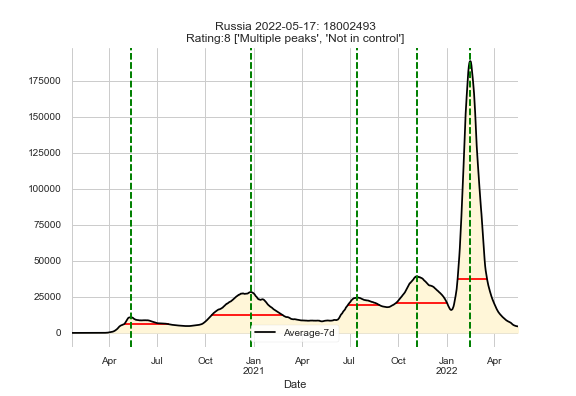 Russia 2022-05-17: 18002493
Rating:8 ['Multiple peaks', 'Not in control']
175000
150000
125000
100000
75000
50000
25000
0
Average-7d
Apr Jul Oct Jan Jul Oct Jan Apr
2021 2022
Date